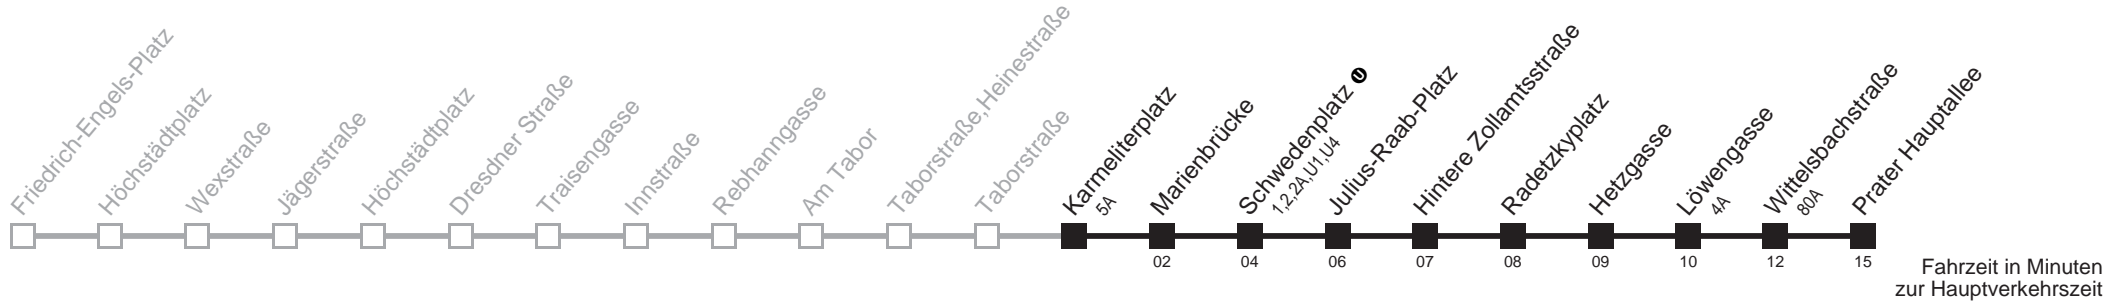 Friedrich-Engels-Platz
Höchstädtplatz
Wexstraße
Jägerstraße
Höchstädtplatz
Dresdner Straße
Traisengasse
Innstraße
Rebhanngasse
Am Tabor
Taborstraße,Heinestraße
Taborstraße
Karmeliterplatz
5A
Marienbrücke
Schwedenplatz U
1,2,2A,U1,U4
Julius-Raab-Platz
Hintere Zollamtsstraße
Radetzkyplatz
Hetzgasse
Löwengasse
4A
Wittelsbachstraße
80A
Prater Hauptallee
02 04 06 07 08 09 10 12 15
Fahrzeit in Minuten
zur Hauptverkehrszeit